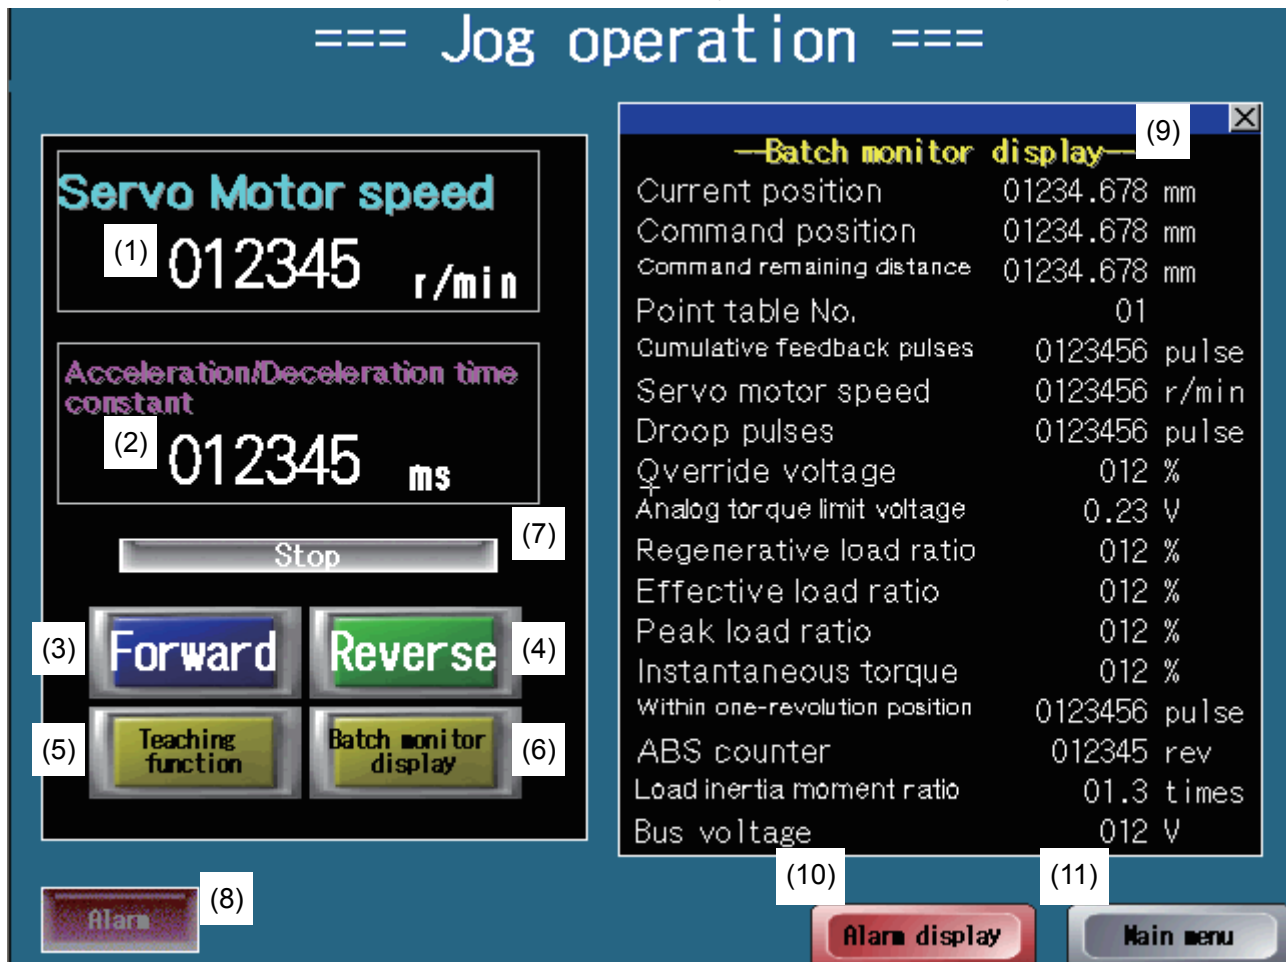 === Jog operation ===
Servo Motor speed
(1)
012345 r/min
Acceleration/Deceleration time
constant
(2)
012345 ms
(7)
Stop
(3)
Forward
Reverse
(4)
(5)
Teaching
function
Batch monitor
display
(6)
(8)
Alarm
(9)
—Batch monitor display—
Current position 01234.678 mm
Command position 01234.678 mm
Command remaining distance 01234.678 mm
Point table No. 01
Cumulative feedback pulses 0123456 pulse
Servo motor speed 0123456 r/min
Droop pulses 0123456 pulse
Override voltage 012 %
Analog torque limit voltage 0.23 V
Regenerative load ratio 012 %
Effective load ratio 012 %
Peak load ratio 012 %
Instantaneous torque 012 %
Within one-revolution position 0123456 pulse
ABS counter 012345 rev
Load inertia moment ratio 01.3 times
Bus voltage 012 V
(10)
(11)
Alarm display
Main menu